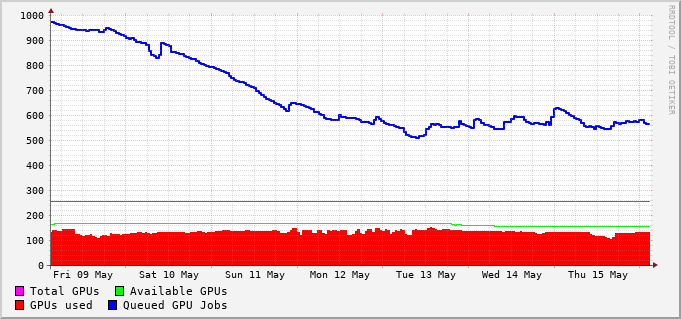 RRDTOOL / TOBI OETIKER
1000
900
800
700
600
500
400
300
200
100
0
Fri 09 May Sat 10 May Sun 11 May Mon 12 May Tue 13 May Wed 14 May Thu 15 May
Total GPUs Available GPUs
GPUs used Queued GPU Jobs